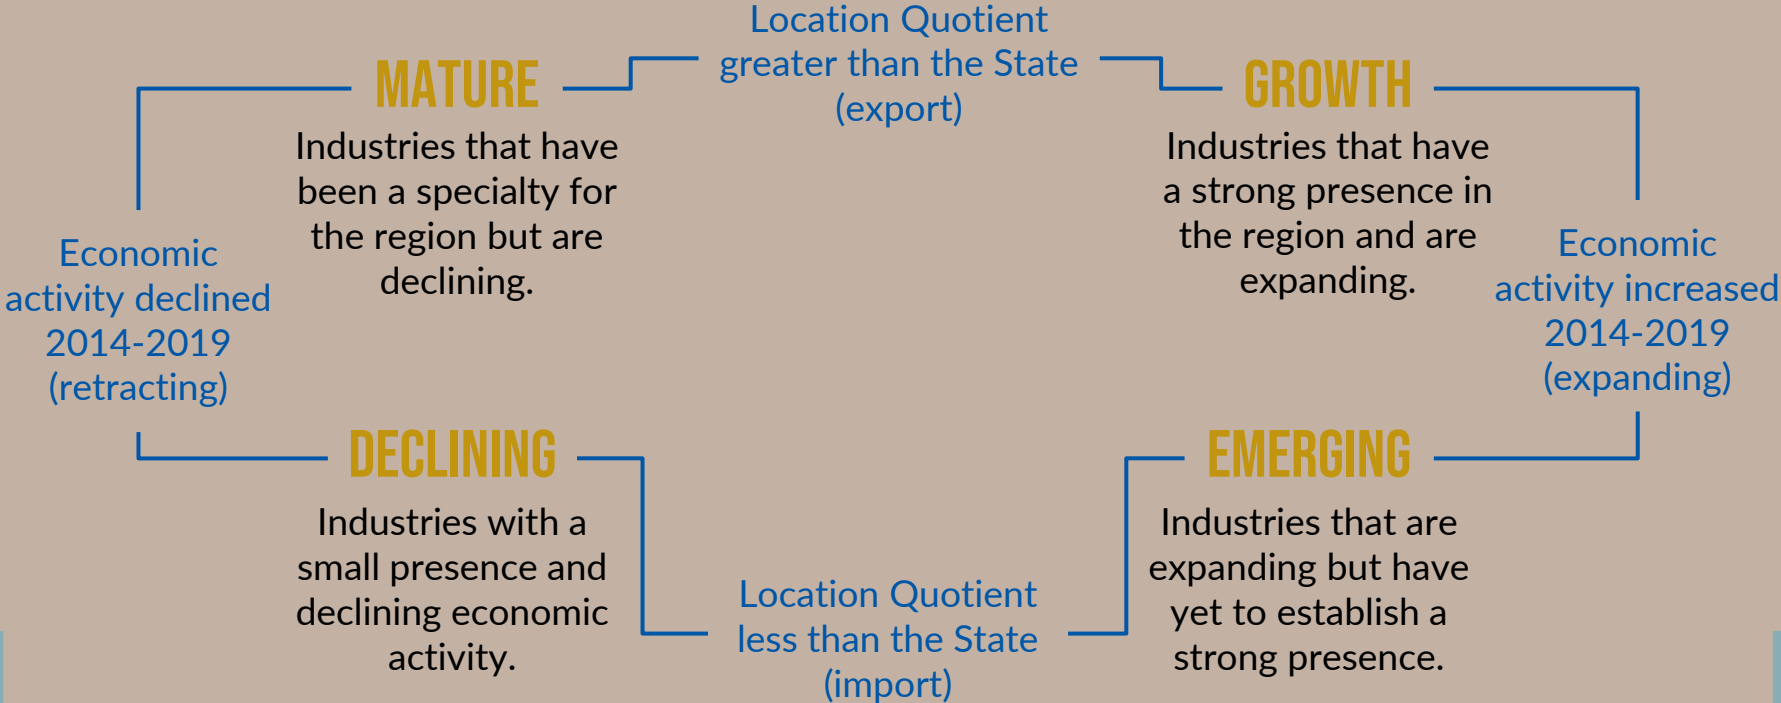 Location Quotient
greater than the State
(export)
MATURE
Industries that have
been a specialty for
the region but are
declining.
GROWTH
Industries that have
a strong presence in
the region and are
expanding.
Economic
activity declined
2014-2019
(retracting)
Economic
activity increased
2014-2019
(expanding)
DECLINING
Industries with a
small presence and
declining economic
activity.
EMERGING
Industries that are
expanding but have
yet to establish a
strong presence.
Location Quotient
less than the State
(import)